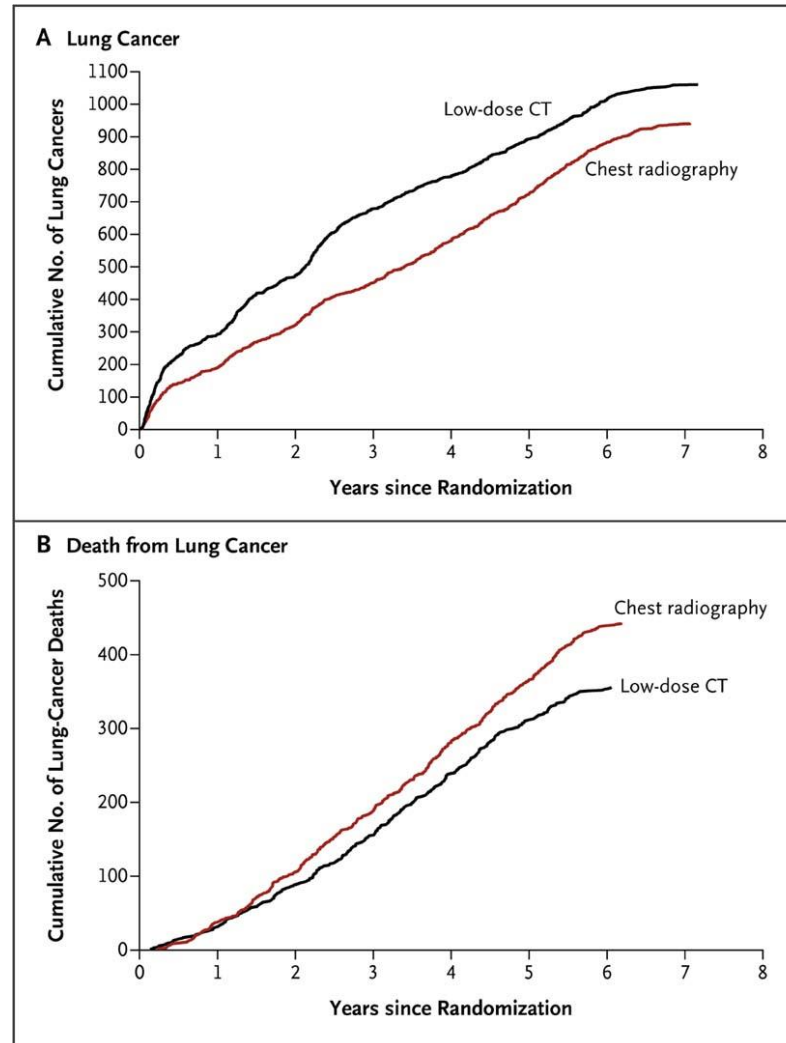 A Lung Cancer
Cumulative No. of Lung Cancers
1100
1000
900
800
700
600
500
400
300
200
100
0
Low-dose CT
Chest radiography
0 1 2 3 4 5 6 7 8
Years since Randomization
B Death from Lung Cancer
Cumulative No. of Lung-Cancer Deaths
500
400
300
200
100
0
Chest radiography
Low-dose CT
0 1 2 3 4 5 6 7 8
Years since Randomization